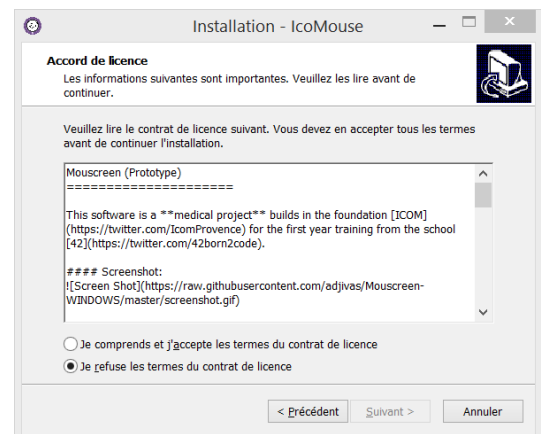 Installation - IcoMouse
Accord de licence
Les informations suivantes sont importantes. Veuillez les lire avant de
continuer.
Veuillez lire le contrat de licence suivant. Vous devez en accepter tous les termes
avant de continuer l'installation.
Mouscreen (Prototype)
======================
This software is a **medical project** builds in the foundation [ICOM]
(https://twitter.com/IcomProvence) for the first year training from the school
[42](https://twitter.com/42born2code).
#### Screenshot:
![Screen Shot](https://raw.githubusercontent.com/adjivas/Mouscreen-
WINDOWS/master/screenshot.gif)
Je comprends et j'accepte les termes du contrat de licence
Je refuse les termes du contrat de licence
< Précédent Suivant > Annuler